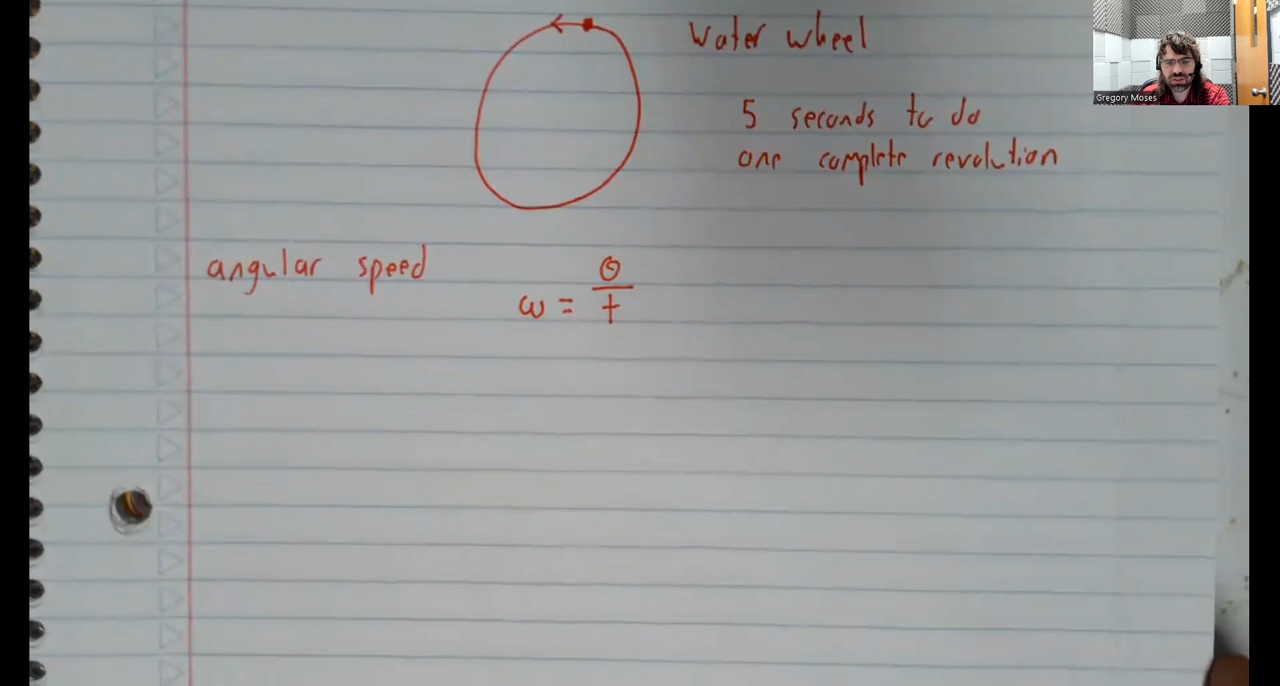 Water wheel
Gregory Moses
5 seconds to do
one complete revolution
angular speed ω = θ/t